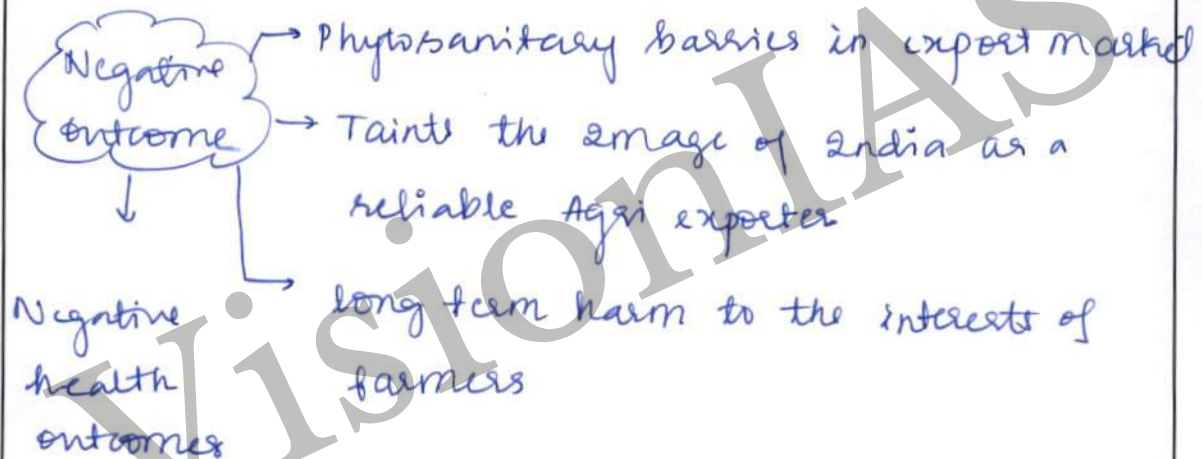 Negative
outcome
→ Phytosanitary barriers in export market
→ Taints the image of India as a
reliable Agri exporter
→ long term harm to the interests of
farmers
↓
Negative
health
outcomes
VisionIAS